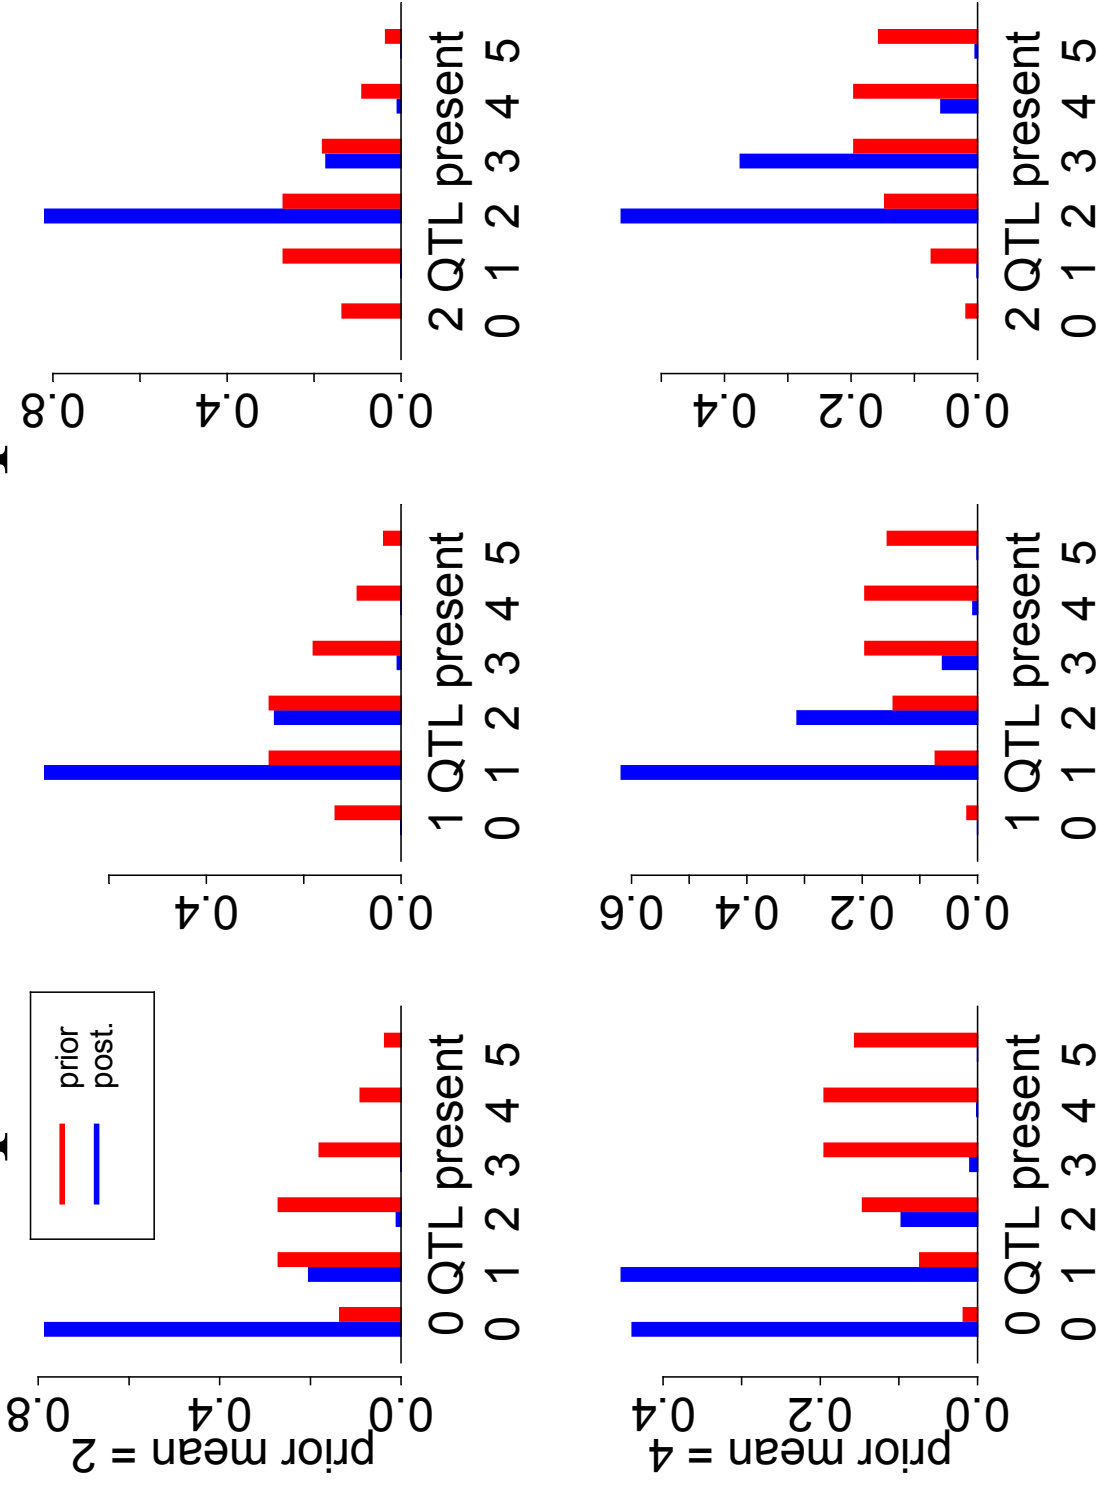 prior
post.
prior mean = 2
0.0 0.4 0.8
0 1 2 3 4 5
0 QTL present
0.0 0.4
0 1 2 3 4 5
1 QTL present
0.0 0.4 0.8
0 1 2 3 4 5
2 QTL present
prior mean = 4
0.0 0.2 0.4
0 1 2 3 4 5
0 QTL present
0.0 0.2 0.4 0.6
0 1 2 3 4 5
1 QTL present
0.0 0.2 0.4
0 1 2 3 4 5
2 QTL present